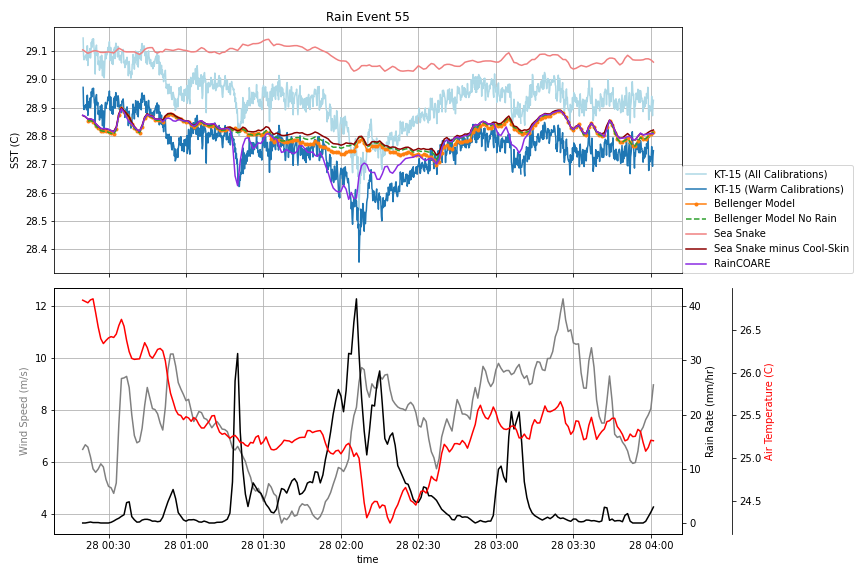 Rain Event 55
SST (C)
29.1
29.0
28.9
28.8
28.7
28.6
28.5
28.4
KT-15 (All Calibrations)
KT-15 (Warm Calibrations)
Bellenger Model
Bellenger Model No Rain
Sea Snake
Sea Snake minus Cool-Skin
RainCOARE
Wind Speed (m/s)
12
10
8
6
4
40
30
20
10
0
Rain Rate (mm/hr)
26.5
26.0
25.5
25.0
24.5
Air Temperature (C)
28 00:30 28 01:00 28 01:30 28 02:00 28 02:30 28 03:00 28 03:30 28 04:00
time